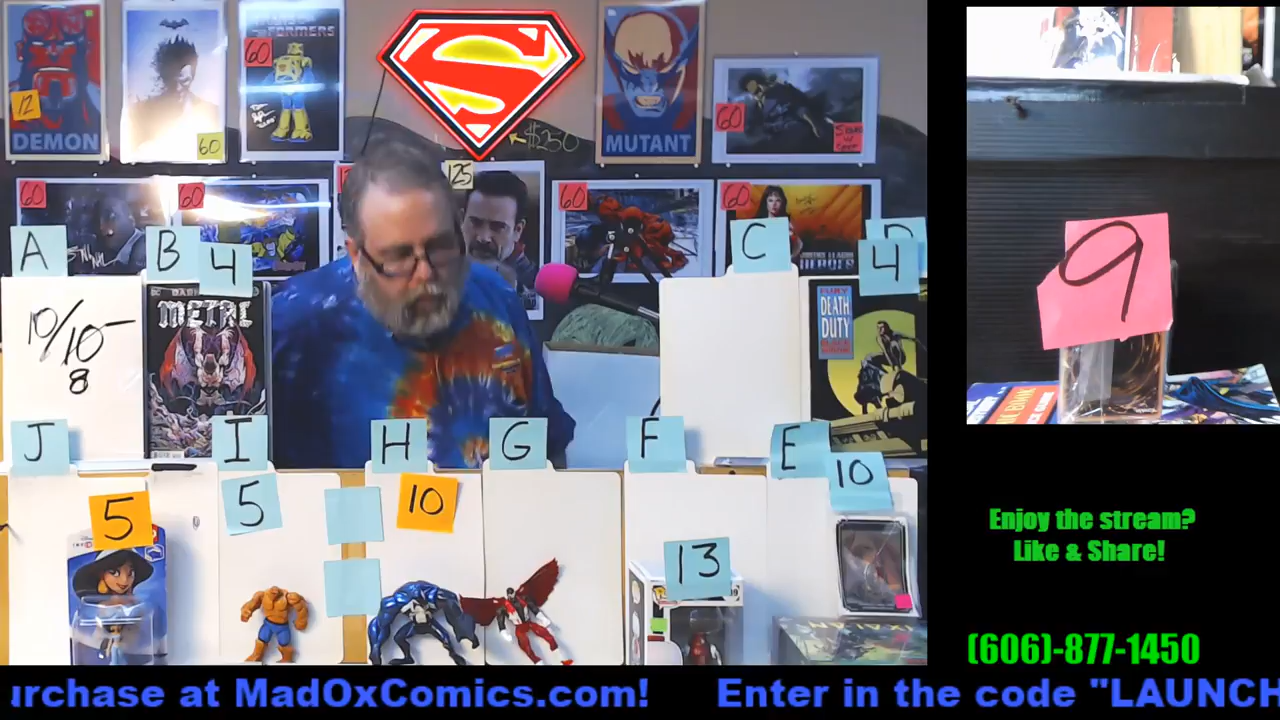 12
DEMON
60
60
MUTANT
$250
60
60
60
125
60
60
A
B
4
C
4
10/10-
8
METAL
FURY
DEATH
DUTY
9
J
I
H
G
F
E
10
5
5
10
13
Enjoy the stream?
Like & Share!
(606)-877-1450
urchase at MadOxComics.com!
Enter in the code "LAUNCH